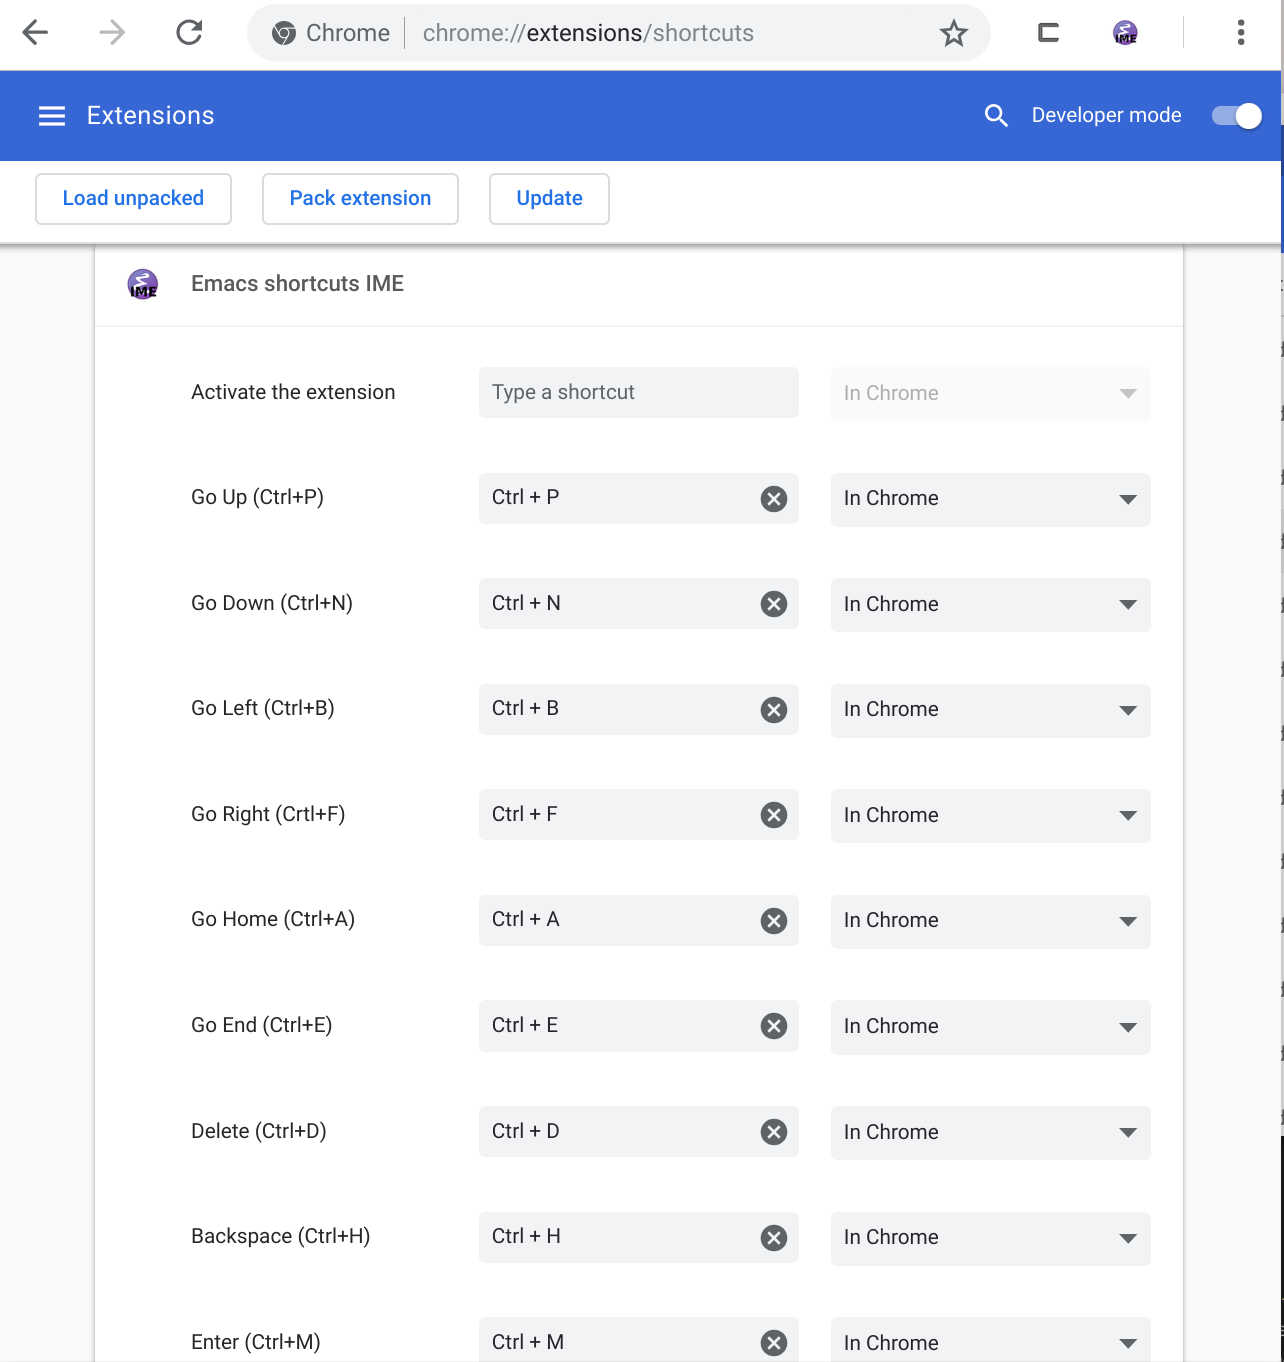 Chrome chrome://extensions/shortcuts
IME
Extensions
Developer mode
Load unpacked
Pack extension
Update
IME
Emacs shortcuts IME
Activate the extension
Type a shortcut
In Chrome
Go Up (Ctrl+P)
Ctrl + P
In Chrome
Go Down (Ctrl+N)
Ctrl + N
In Chrome
Go Left (Ctrl+B)
Ctrl + B
In Chrome
Go Right (Crtl+F)
Ctrl + F
In Chrome
Go Home (Ctrl+A)
Ctrl + A
In Chrome
Go End (Ctrl+E)
Ctrl + E
In Chrome
Delete (Ctrl+D)
Ctrl + D
In Chrome
Backspace (Ctrl+H)
Ctrl + H
In Chrome
Enter (Ctrl+M)
Ctrl + M
In Chrome